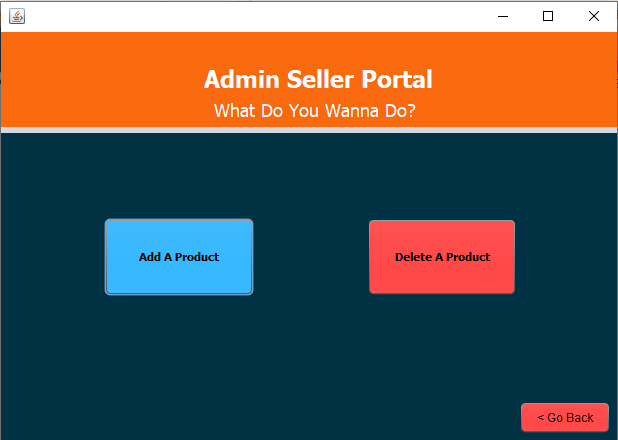 Admin Seller Portal
What Do You Wanna Do?
Add A Product
Delete A Product
< Go Back